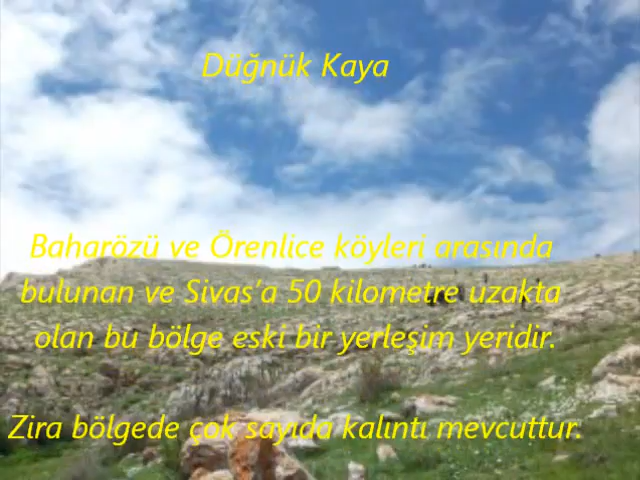 Düğnük Kaya
Baharözü ve Örenlice köyleri arasında
bulunan ve Sivas'a 50 kilometre uzakta
olan bu bölge eski bir yerleşim yeridir.
Zira bölgede çok sayıda kalıntı mevcuttur.